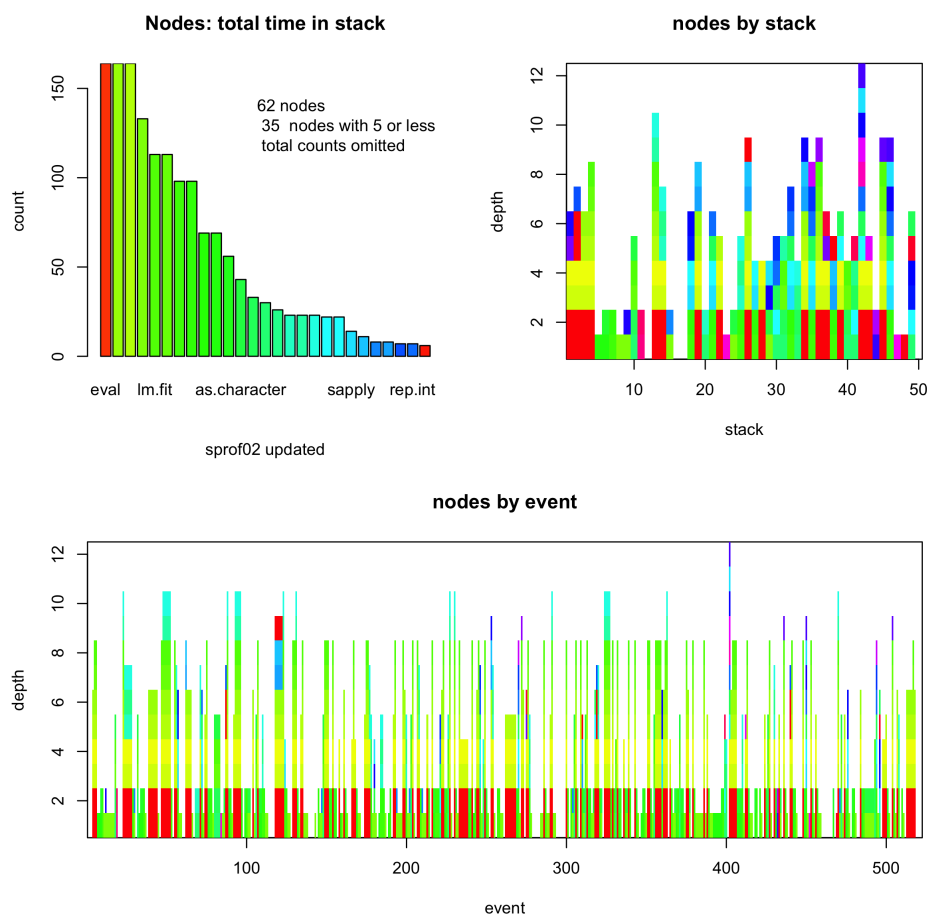 Nodes: total time in stack
count
150
100
50
0
62 nodes
35 nodes with 5 or less
total counts omitted
eval lm.fit as.character sapply rep.int
sprof02 updated
nodes by stack
depth
12
10
8
6
4
2
10 20 30 40 50
stack
nodes by event
depth
12
10
8
6
4
2
100 200 300 400 500
event